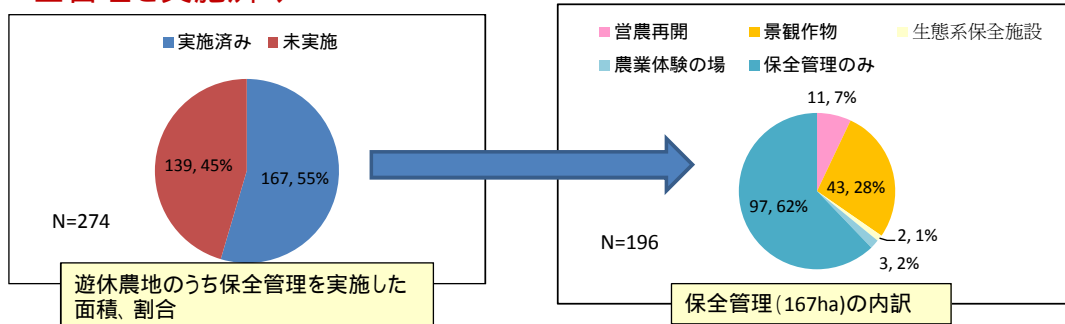 実施済み 未実施
139, 45%
167, 55%
N=274
遊休農地のうち保全管理を実施した
面積、割合
営農再開 景観作物 生態系保全施設
農業体験の場 保全管理のみ
11, 7%
43, 28%
97, 62%
2, 1%
3, 2%
N=196
保全管理(167ha)の内訳